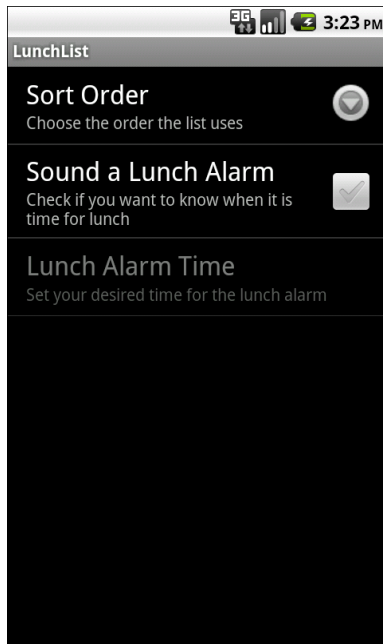 3G 3:23 PM
LunchList
Sort Order
Choose the order the list uses
Sound a Lunch Alarm
Check if you want to know when it is
time for lunch
Lunch Alarm Time
Set your desired time for the lunch alarm